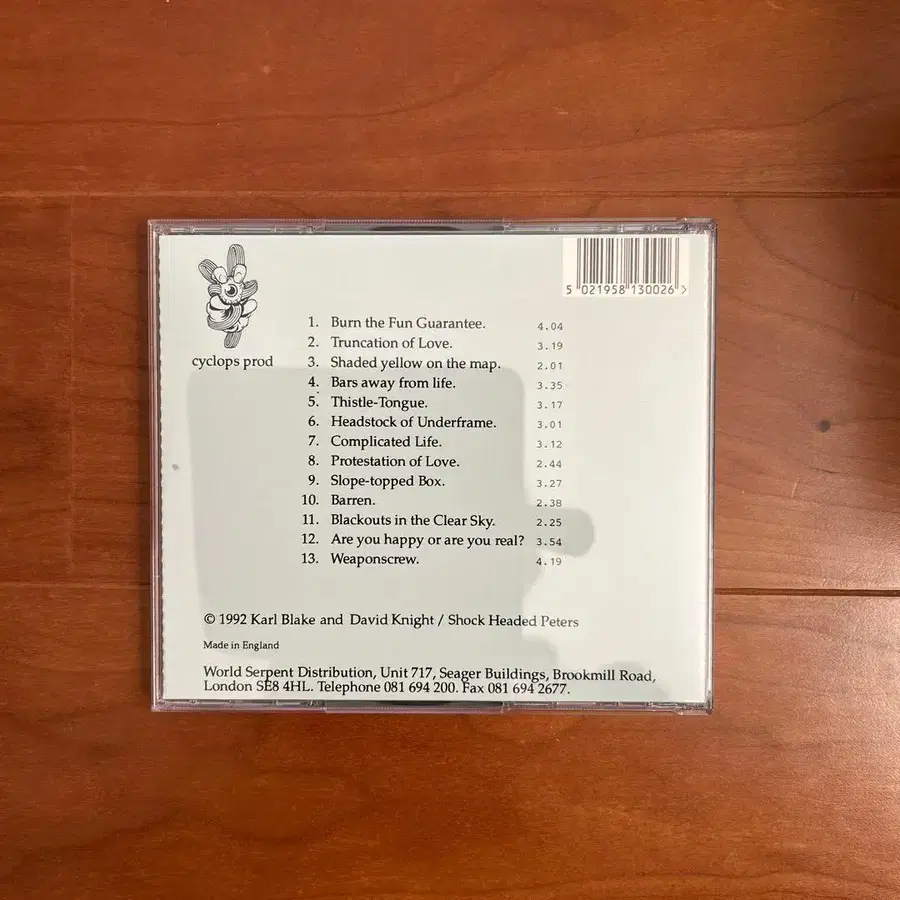 5 021958 130026 >
cyclops prod
1. Burn the Fun Guarantee. 4.04
2. Truncation of Love. 3.19
3. Shaded yellow on the map. 2.01
4. Bars away from life. 3.35
5. Thistle-Tongue. 3.17
6. Headstock of Underframe. 3.01
7. Complicated Life. 3.12
8. Protestation of Love. 2.44
9. Slope-topped Box. 3.27
10. Barren. 2.38
11. Blackouts in the Clear Sky. 2.25
12. Are you happy or are you real? 3.54
13. Weaponscrew. 4.19
© 1992 Karl Blake and David Knight / Shock Headed Peters
Made in England
World Serpent Distribution, Unit 717, Seager Buildings, Brookmill Road,
London SE8 4HL. Telephone 081 694 200. Fax 081 694 2677.